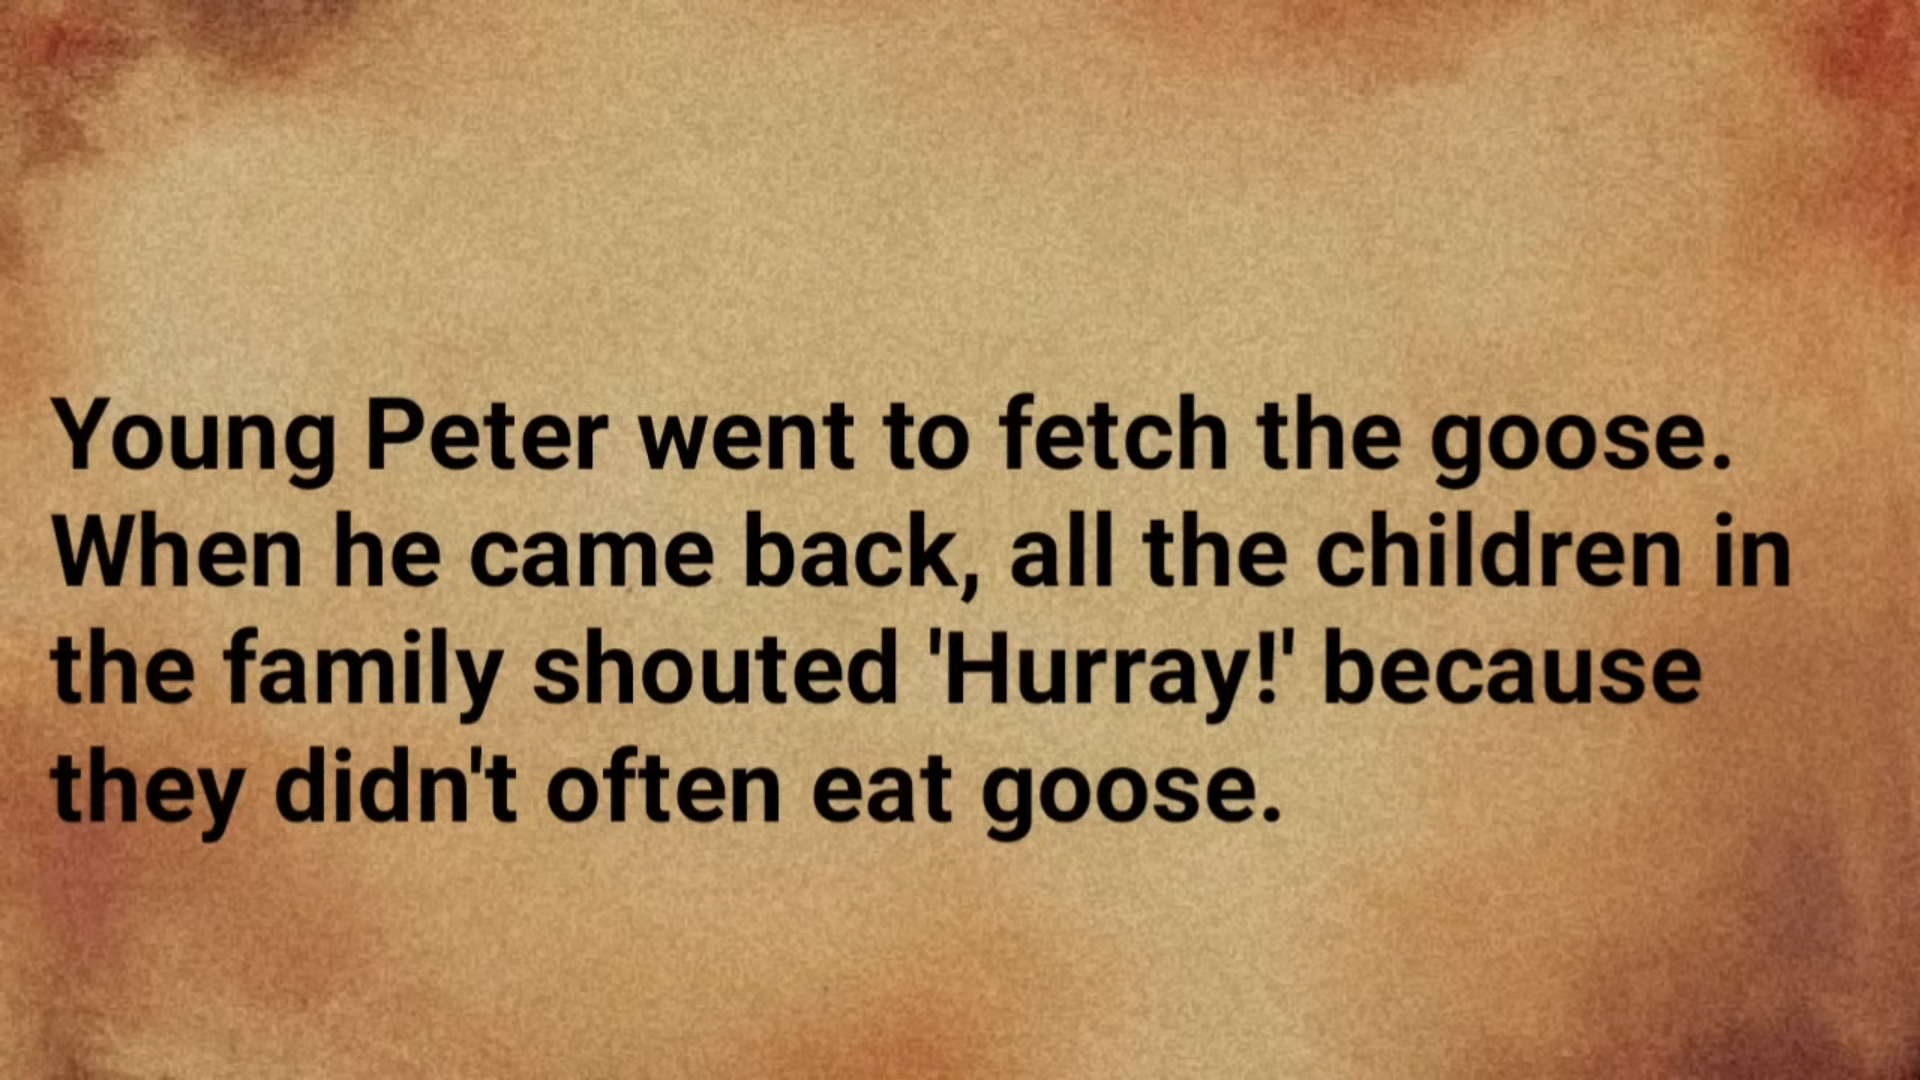 Young Peter went to fetch the goose.
When he came back, all the children in
the family shouted 'Hurray!' because
they didn't often eat goose.